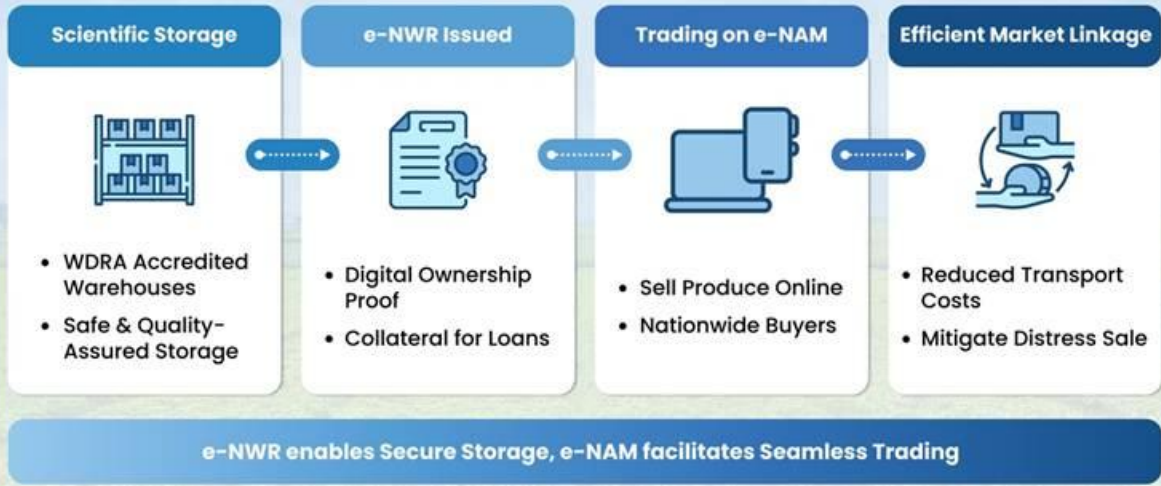 Scientific Storage
WDRA Accredited
Warehouses
Safe & Quality-
Assured Storage
e-NWR Issued
Digital Ownership
Proof
Collateral for Loans
Trading on e-NAM
Sell Produce Online
Nationwide Buyers
Efficient Market Linkage
Reduced Transport
Costs
Mitigate Distress Sale
e-NWR enables Secure Storage, e-NAM facilitates Seamless Trading